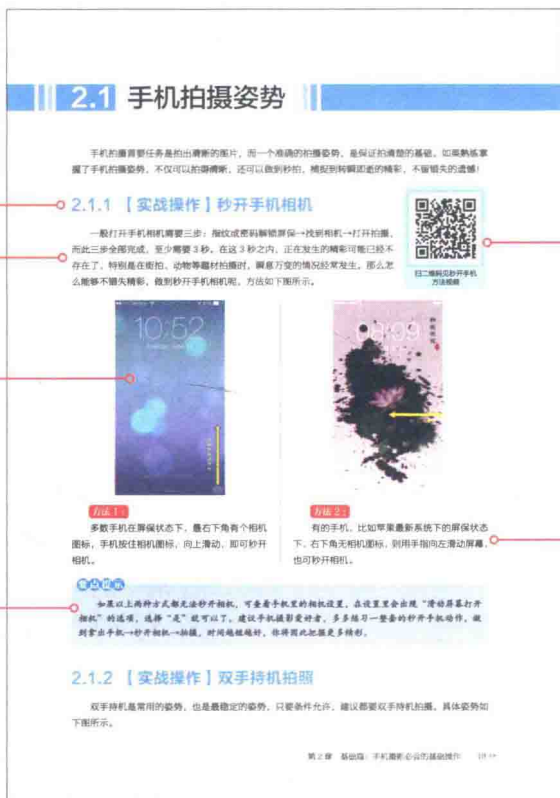 2.1 手机拍摄姿势
手机拍摄首要任务是拍出清晰的图片，而一个准确的拍摄姿势，是保证拍清楚的基础。如果熟练掌
握了手机拍摄姿势，不仅可以拍得清晰，还可以做到秒拍，捕捉到转瞬即逝的精彩，不留错失的遗憾！
2.1.1 【实战操作】秒开手机相机
一般打开手机相机需要三步：指纹或密码解锁屏保→找到相机→打开拍摄。
而此三步全部完成，至少需要3秒。在这3秒之内，正在发生的精彩可能已经不
存在了，特别是在街拍、动物等题材拍摄时，瞬息万变的情况经常发生。那么怎
么能够不错失精彩，做到秒开手机相机呢，方法如下图所示。
扫二维码见秒开手机
方法视频
10:52
08:09
方法1：
多数手机在屏保状态下，最右下角有个相机
图标，手机按住相机图标，向上滑动，即可秒开
相机。
方法2：
有的手机，比如苹果最新系统下的屏保状态
下，右下角无相机图标，则用手指向左滑动屏幕，
也可秒开相机。
要点提示
如果以上两种方式都无法秒开相机，可查看手机里的相机设置，在设置里会出现“滑动屏幕打开
相机”的选项，选择“是”就可以了。建议手机摄影爱好者，多多练习一整套的秒开手机动作，做
到拿出手机→秒开相机→拍摄，时间越短越好，你将因此把握更多精彩。
2.1.2 【实战操作】双手持机拍照
双手持机是常用的姿势，也是最稳定的姿势，只要条件允许，建议都要双手持机拍摄。具体姿势如
下图所示。
第2章 基础篇：手机摄影必会的基础操作